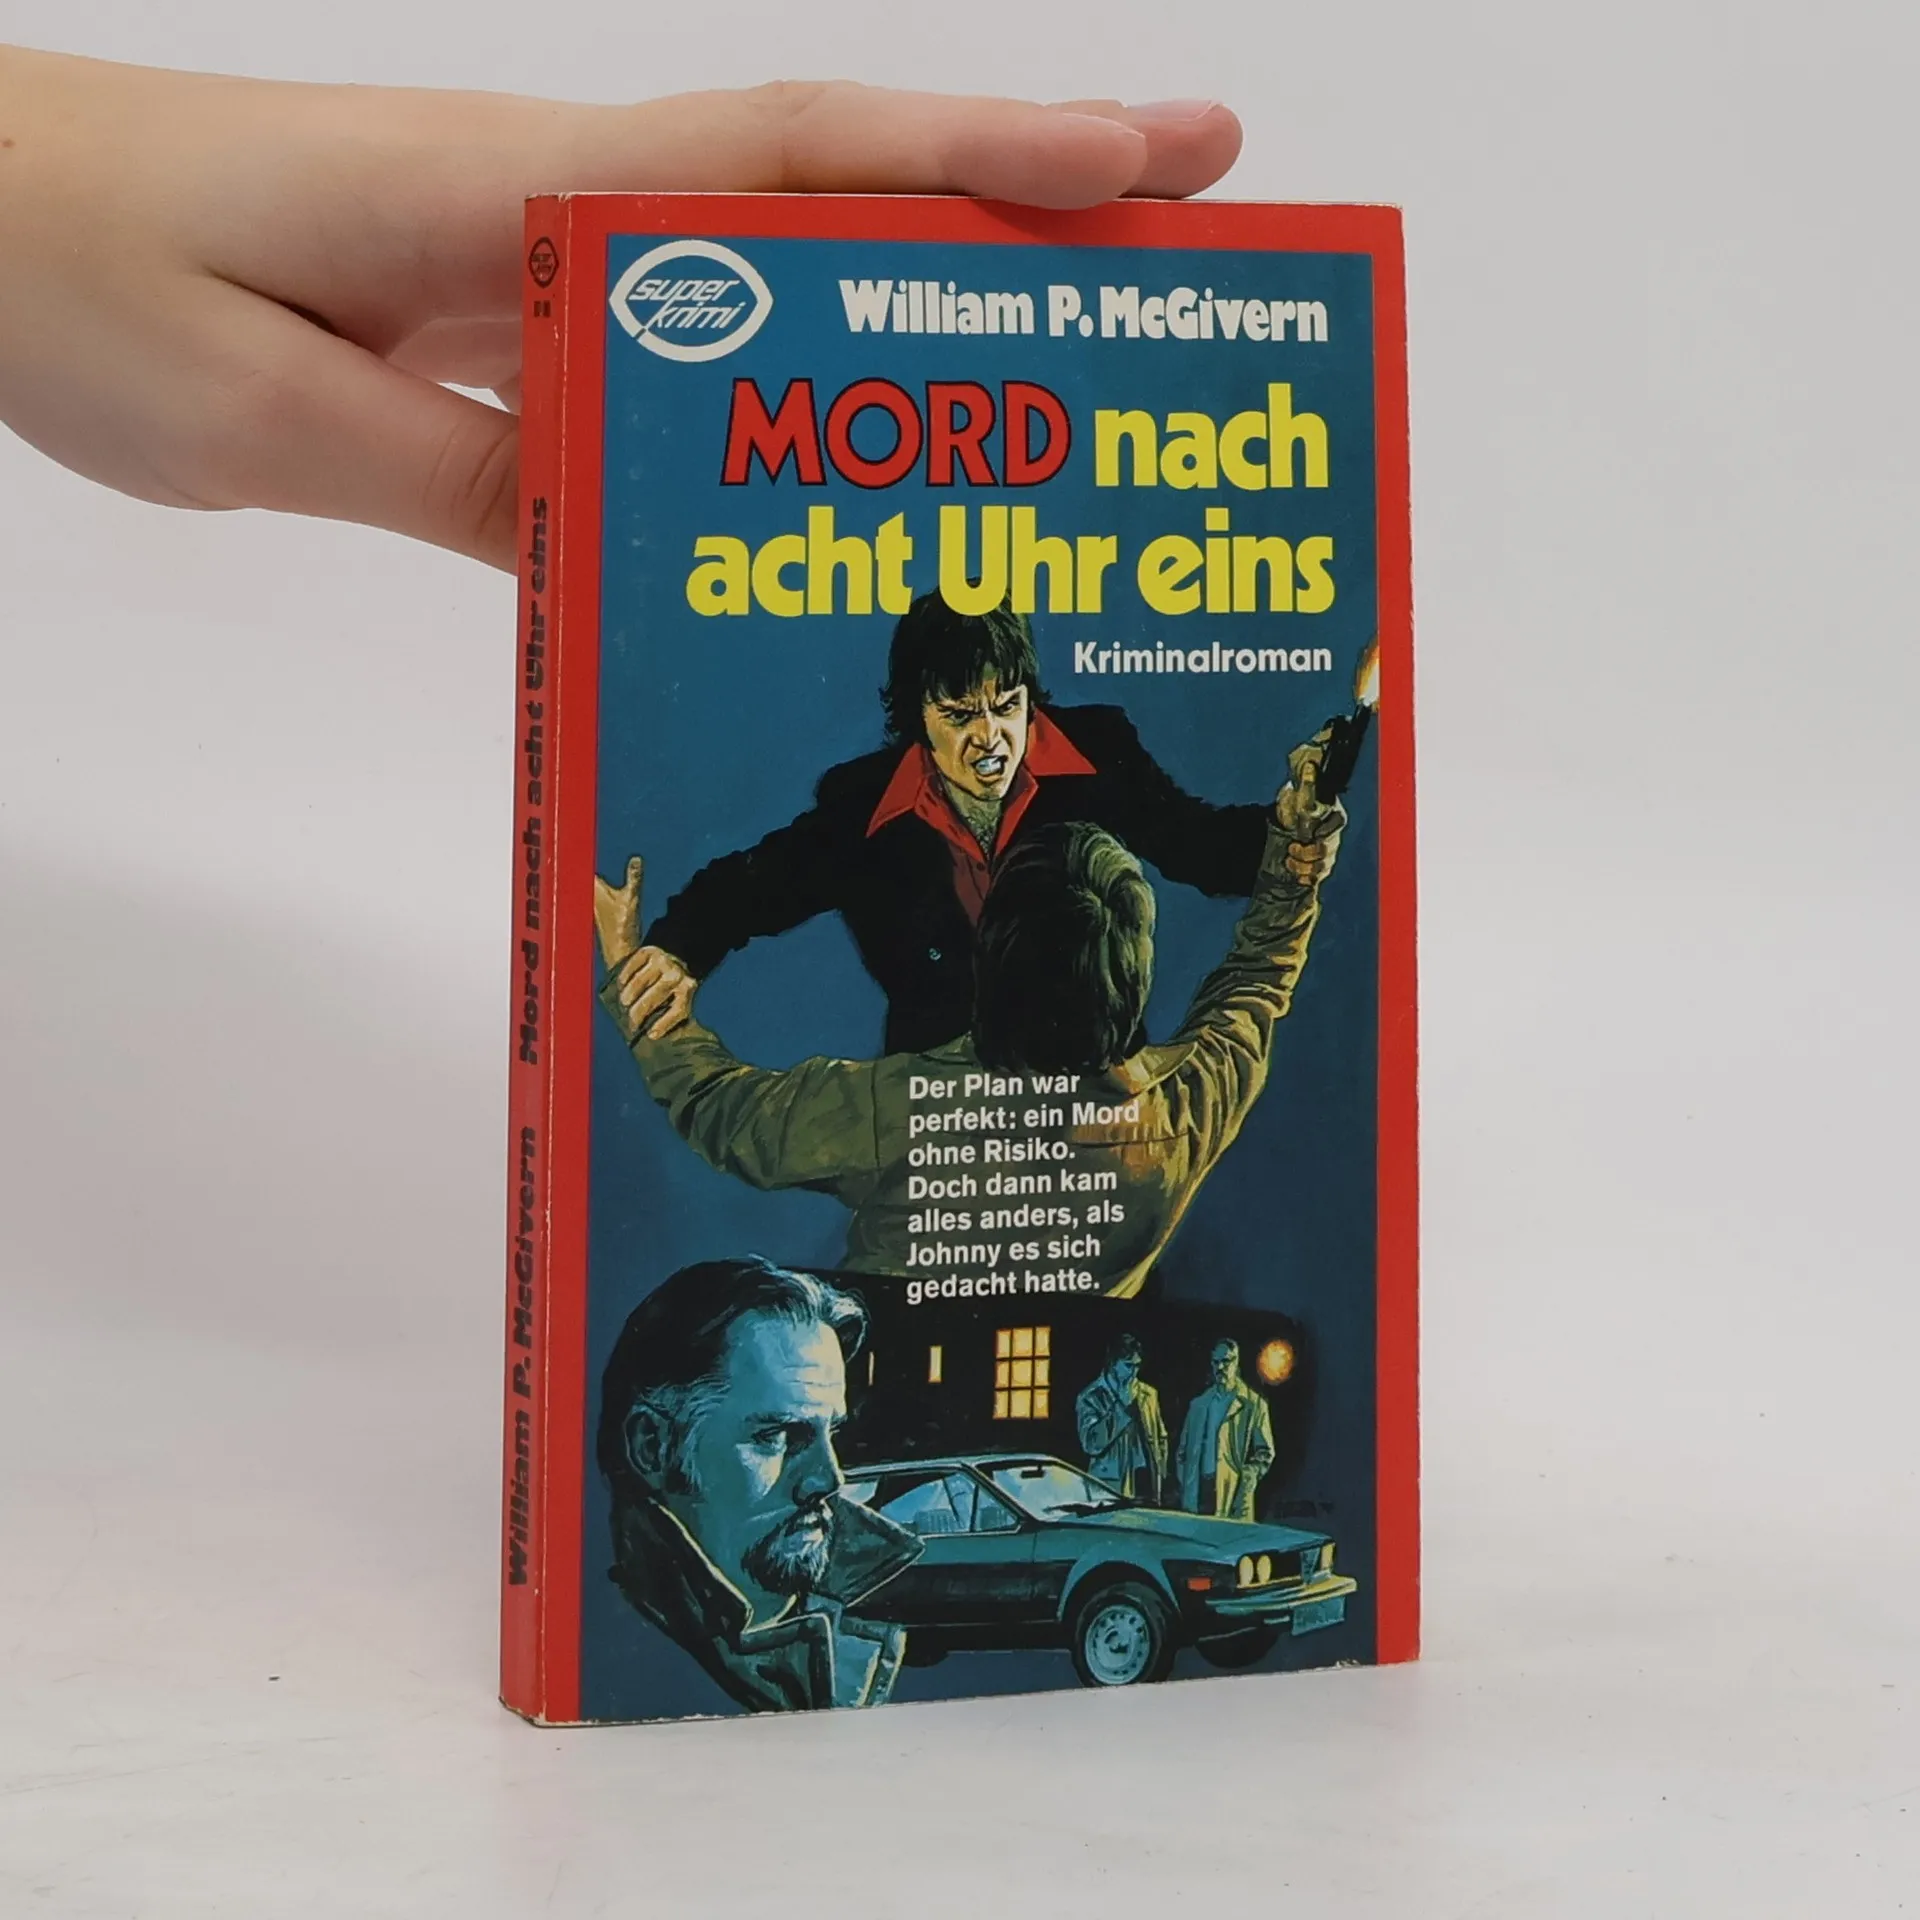 super
krimi
William P. McGivern
MORD nach
acht Uhr eins
Kriminalroman
Der Plan war
perfekt: ein Mord
ohne Risiko.
Doch dann kam
alles anders, als
Johnny es sich
gedacht hatte.
William P. McGivern Mord nach acht Uhr eins